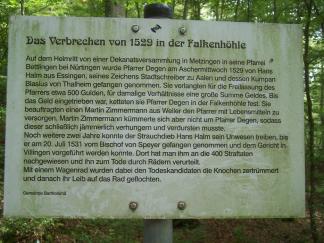 Das Verbrechen von 1529 in der Falkenhöhle
Auf dem Heimritt von einer Dekanatsversammlung in Metzingen in seine Pfarrei
Bettlingen bei Nürtingen wurde Pfarrer Degen am Aschermittwoch 1529 von Hans
Halm aus Essingen, seines Zeichens Stadtschreiber zu Aalen und dessen Kumpan
Blasius von Thalheim gefangen genommen. Sie verlangten für die Freilassung des
Pfarrers etwa 500 Gulden, für damalige Verhältnisse eine große Summe Geldes. Bis
das Geld eingetrieben war, ketteten sie Pfarrer Degen in der Falkenhöhle fest. Sie
beauftragten einen Martin Zimmermann aus Weiler den Pfarrer mit Lebensmitteln zu
versorgen. Martin Zimmermann kümmerte sich aber nicht um Pfarrer Degen, sodass
dieser schließlich jämmerlich verhungern und verdursten musste.
Noch weitere zwei Jahre konnte der Strauchdieb Hans Halm sein Unwesen treiben, bis
er am 20. Juli 1531 vom Bischof von Speyer gefangen genommen und dem Gericht in
Villingen vorgeführt werden konnte. Dort hat man ihm an die 400 Straftaten
nachgewiesen und ihn zum Tode durch Rädern verurteilt.
Mit einem Wagenrad wurden dabei den Todeskandidaten die Knochen zertrümmert
und danach ihr Leib auf das Rad geflochten.
Gemeinde Bartholomä